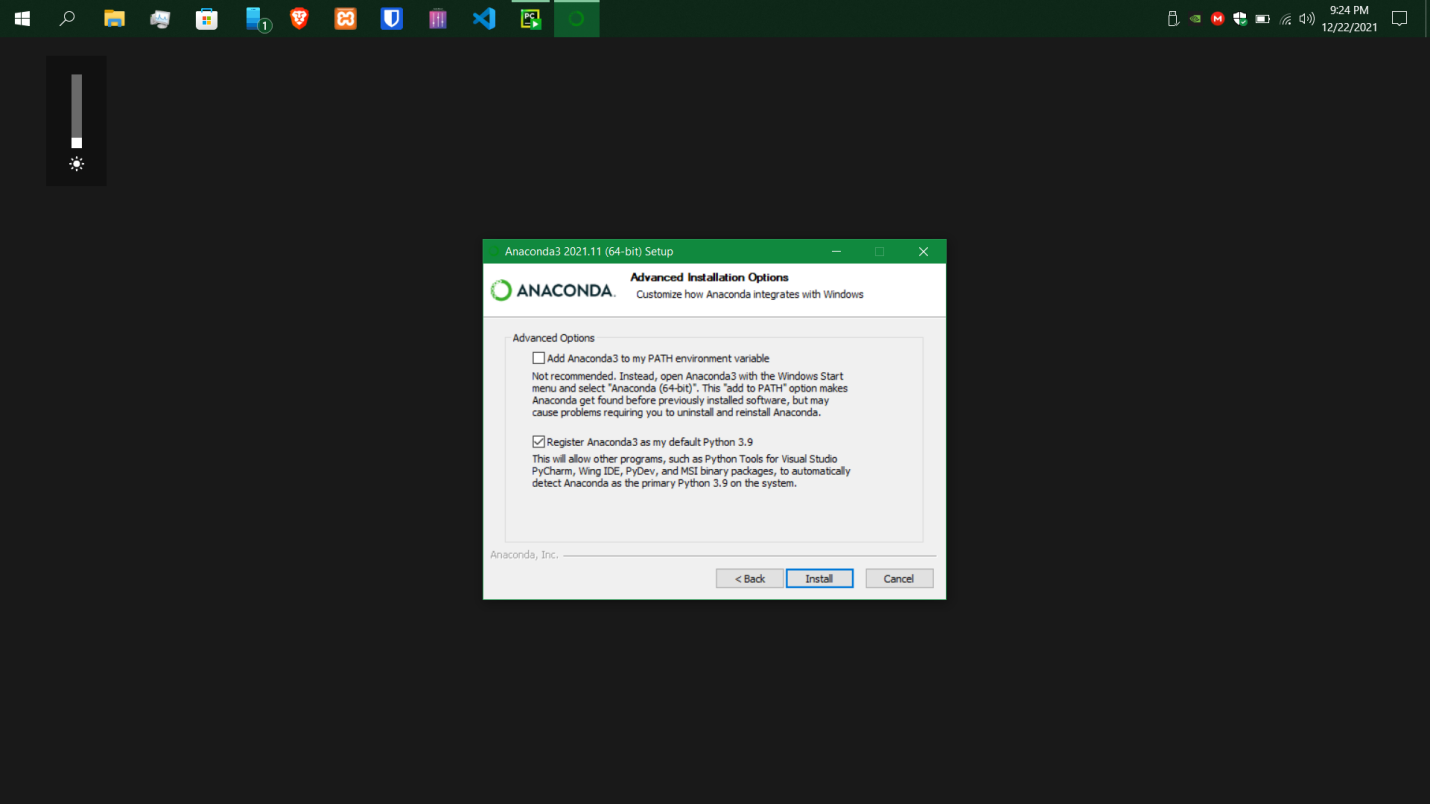 1
PC
M
9:24 PM
12/22/2021
Anaconda3 2021.11 (64-bit) Setup
ANACONDA.
Advanced Installation Options
Customize how Anaconda integrates with Windows
Advanced Options
Add Anaconda3 to my PATH environment variable
Not recommended. Instead, open Anaconda3 with the Windows Start
menu and select "Anaconda (64-bit)". This "add to PATH" option makes
Anaconda get found before previously installed software, but may
cause problems requiring you to uninstall and reinstall Anaconda.
Register Anaconda3 as my default Python 3.9
This will allow other programs, such as Python Tools for Visual Studio
PyCharm, Wing IDE, PyDev, and MSI binary packages, to automatically
detect Anaconda as the primary Python 3.9 on the system.
Anaconda, Inc.
< Back
Install
Cancel